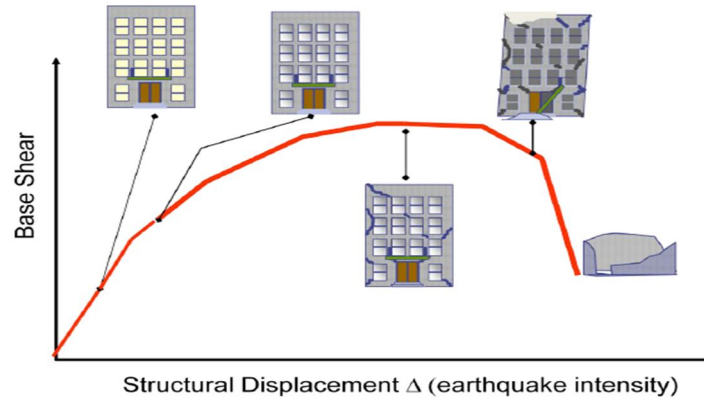 Base Shear
Structural Displacement Δ (earthquake intensity)